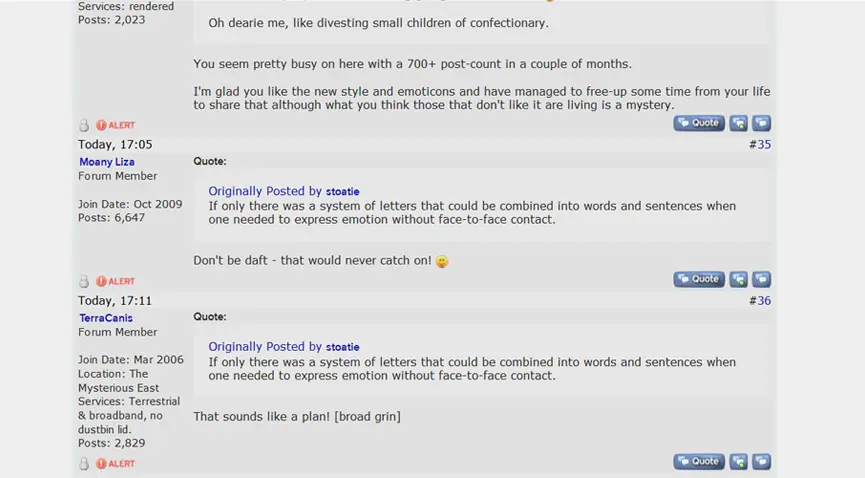 Services: rendered
Posts: 2,023
Oh dearie me, like divesting small children of confectionary.
You seem pretty busy on here with a 700+ post-count in a couple of months.
I'm glad you like the new style and emoticons and have managed to free-up some time from your life
to share that although what you think those that don't like it are living is a mystery.
ALERT
Quote
Today, 17:05
#35
Moany Liza
Forum Member
Join Date: Oct 2009
Posts: 6,647
Quote:
Originally Posted by stoatie
If only there was a system of letters that could be combined into words and sentences when
one needed to express emotion without face-to-face contact.
Don't be daft - that would never catch on!
ALERT
Quote
Today, 17:11
#36
TerraCanis
Forum Member
Join Date: Mar 2006
Location: The
Mysterious East
Services: Terrestrial
& broadband, no
dustbin lid.
Posts: 2,829
Quote:
Originally Posted by stoatie
If only there was a system of letters that could be combined into words and sentences when
one needed to express emotion without face-to-face contact.
That sounds like a plan! [broad grin]
ALERT
Quote